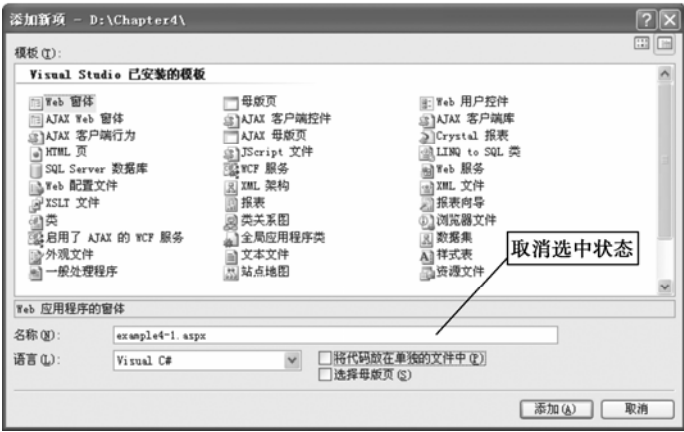 添加新项 - D:\Chapter4\
模板(T):
Visual Studio 已安装的模板
Web 窗体 母版页 Web 用户控件
AJAX Web 窗体 AJAX 客户端控件 AJAX 客户端库
AJAX 客户端行为 AJAX 母版页 Crystal 报表
HTML 页 JScript 文件 LINQ to SQL 类
SQL Server 数据库 WCF 服务 Web 服务
Web 配置文件 XML 架构 XML 文件
XSLT 文件 报表 报表向导
类 类关系图 浏览器文件
启用了 AJAX 的 WCF 服务 全局应用程序类 数据集
外观文件 文本文件 样式表
一般处理程序 站点地图 资源文件
取消选中状态
Web 应用程序的窗体
名称(N): example4-1.aspx
语言(L): Visual C# 将代码放在单独的文件中(P)
选择母版页(S)
添加(A) 取消